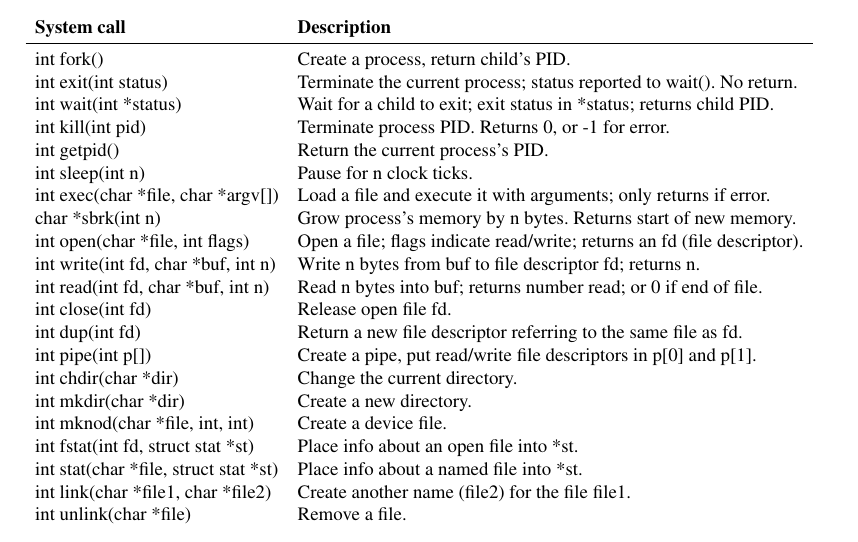 System call Description
int fork() Create a process, return child's PID.
int exit(int status) Terminate the current process; status reported to wait(). No return.
int wait(int *status) Wait for a child to exit; exit status in *status; returns child PID.
int kill(int pid) Terminate process PID. Returns 0, or -1 for error.
int getpid() Return the current process's PID.
int sleep(int n) Pause for n clock ticks.
int exec(char *file, char *argv[]) Load a file and execute it with arguments; only returns if error.
char *sbrk(int n) Grow process's memory by n bytes. Returns start of new memory.
int open(char *file, int flags) Open a file; flags indicate read/write; returns an fd (file descriptor).
int write(int fd, char *buf, int n) Write n bytes from buf to file descriptor fd; returns n.
int read(int fd, char *buf, int n) Read n bytes into buf; returns number read; or 0 if end of file.
int close(int fd) Release open file fd.
int dup(int fd) Return a new file descriptor referring to the same file as fd.
int pipe(int p[]) Create a pipe, put read/write file descriptors in p[0] and p[1].
int chdir(char *dir) Change the current directory.
int mkdir(char *dir) Create a new directory.
int mknod(char *file, int, int) Create a device file.
int fstat(int fd, struct stat *st) Place info about an open file into *st.
int stat(char *file, struct stat *st) Place info about a named file into *st.
int link(char *file1, char *file2) Create another name (file2) for the file file1.
int unlink(char *file) Remove a file.